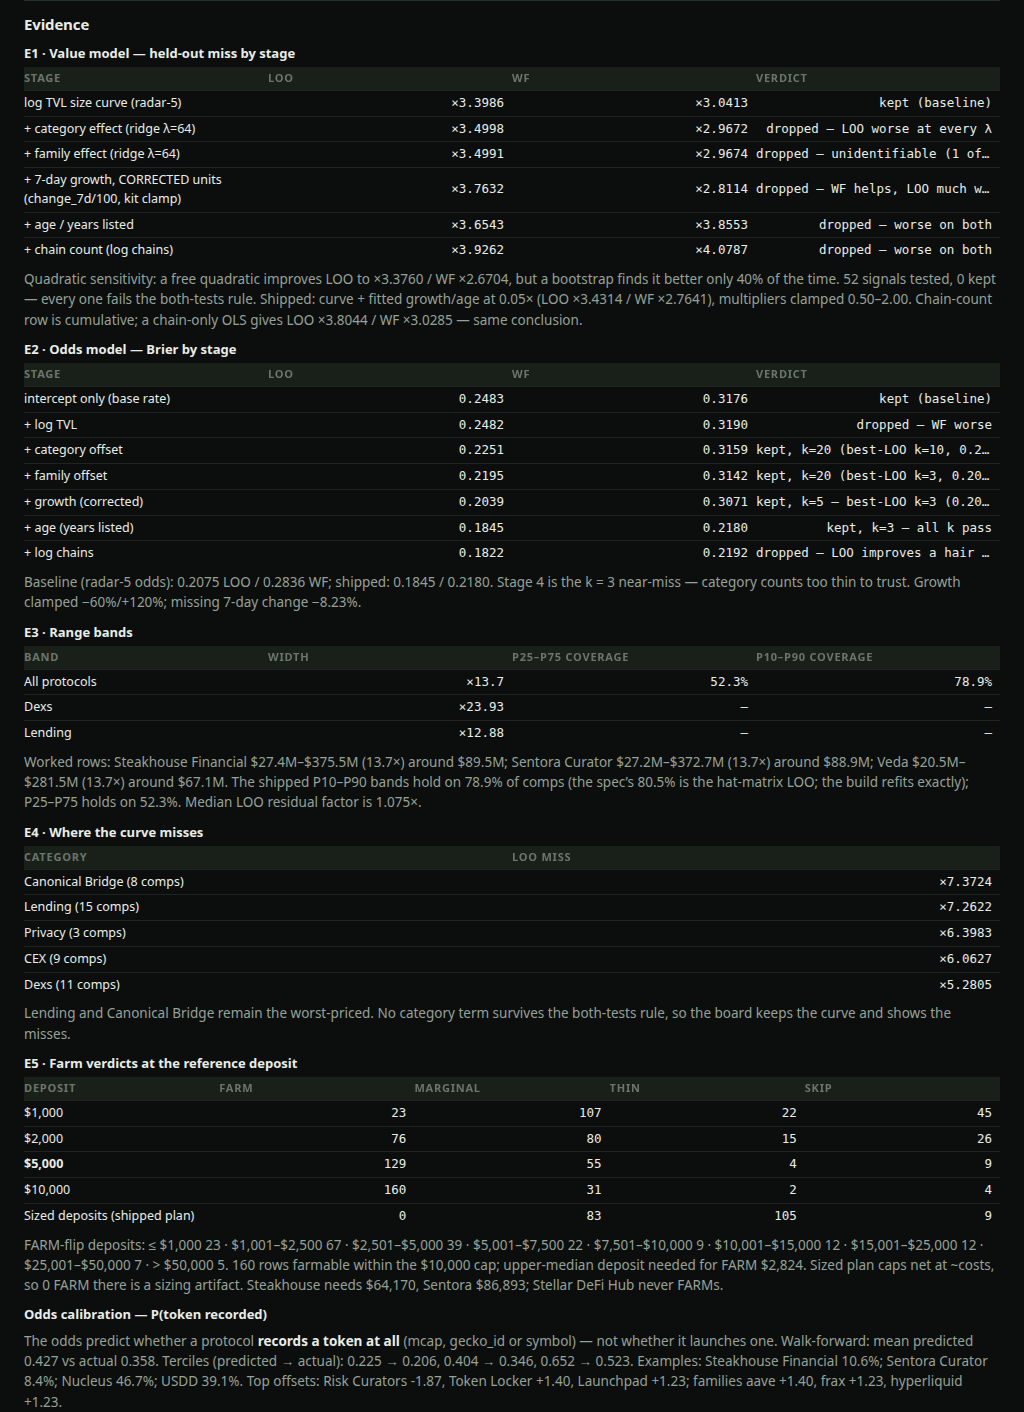 Evidence
E1 · Value model — held-out miss by stage
STAGE LOO WF VERDICT
log TVL size curve (radar-5) ×3.3986 ×3.0413 kept (baseline)
+ category effect (ridge λ=64) ×3.4998 ×2.9672 dropped — LOO worse at every λ
+ family effect (ridge λ=64) ×3.4991 ×2.9674 dropped — unidentifiable (1 of…
+ 7-day growth, CORRECTED units
(change_7d/100, kit clamp) ×3.7632 ×2.8114 dropped — WF helps, LOO much w…
+ age / years listed ×3.6543 ×3.8553 dropped — worse on both
+ chain count (log chains) ×3.9262 ×4.0787 dropped — worse on both
Quadratic sensitivity: a free quadratic improves LOO to ×3.3760 / WF ×2.6704, but a bootstrap finds it better only 40% of the time. 52 signals tested, 0 kept
— every one fails the both-tests rule. Shipped: curve + fitted growth/age at 0.05× (LOO ×3.4314 / WF ×2.7641), multipliers clamped 0.50–2.00. Chain-count
row is cumulative; a chain-only OLS gives LOO ×3.8044 / WF ×3.0285 — same conclusion.
E2 · Odds model — Brier by stage
STAGE LOO WF VERDICT
intercept only (base rate) 0.2483 0.3176 kept (baseline)
+ log TVL 0.2482 0.3190 dropped — WF worse
+ category offset 0.2251 0.3159 kept, k=20 (best-LOO k=10, 0.2…
+ family offset 0.2195 0.3142 kept, k=20 (best-LOO k=3, 0.20…
+ growth (corrected) 0.2039 0.3071 kept, k=5 — best-LOO k=3 (0.20…
+ age (years listed) 0.1845 0.2180 kept, k=3 — all k pass
+ log chains 0.1822 0.2192 dropped — LOO improves a hair …
Baseline (radar-5 odds): 0.2075 LOO / 0.2836 WF; shipped: 0.1845 / 0.2180. Stage 4 is the k = 3 near-miss — category counts too thin to trust. Growth
clamped −60%/+120%; missing 7-day change −8.23%.
E3 · Range bands
BAND WIDTH P25–P75 COVERAGE P10–P90 COVERAGE
All protocols ×13.7 52.3% 78.9%
Dexs ×23.93 — —
Lending ×12.88 — —
Worked rows: Steakhouse Financial $27.4M–$375.5M (13.7×) around $89.5M; Sentora Curator $27.2M–$372.7M (13.7×) around $88.9M; Veda $20.5M–
$281.5M (13.7×) around $67.1M. The shipped P10–P90 bands hold on 78.9% of comps (the spec's 80.5% is the hat-matrix LOO; the build refits exactly);
P25–P75 holds on 52.3%. Median LOO residual factor is 1.075×.
E4 · Where the curve misses
CATEGORY LOO MISS
Canonical Bridge (8 comps) ×7.3724
Lending (15 comps) ×7.2622
Privacy (3 comps) ×6.3983
CEX (9 comps) ×6.0627
Dexs (11 comps) ×5.2805
Lending and Canonical Bridge remain the worst-priced. No category term survives the both-tests rule, so the board keeps the curve and shows the
misses.
E5 · Farm verdicts at the reference deposit
DEPOSIT FARM MARGINAL THIN SKIP
$1,000 23 107 22 45
$2,000 76 80 15 26
$5,000 129 55 4 9
$10,000 160 31 2 4
Sized deposits (shipped plan) 0 83 105 9
FARM-flip deposits: ≤ $1,000 23 · $1,001–$2,500 67 · $2,501–$5,000 39 · $5,001–$7,500 22 · $7,501–$10,000 9 · $10,001–$15,000 12 · $15,001–$25,000 12 ·
$25,001–$50,000 7 · > $50,000 5. 160 rows farmable within the $10,000 cap; upper-median deposit needed for FARM $2,824. Sized plan caps net at ~costs,
so 0 FARM there is a sizing artifact. Steakhouse needs $64,170, Sentora $86,893; Stellar DeFi Hub never FARMs.
Odds calibration — P(token recorded)
The odds predict whether a protocol records a token at all (mcap, gecko_id or symbol) — not whether it launches one. Walk-forward: mean predicted
0.427 vs actual 0.358. Terciles (predicted → actual): 0.225 → 0.206, 0.404 → 0.346, 0.652 → 0.523. Examples: Steakhouse Financial 10.6%; Sentora Curator
8.4%; Nucleus 46.7%; USDD 39.1%. Top offsets: Risk Curators -1.87, Token Locker +1.40, Launchpad +1.23; families aave +1.40, frax +1.23, hyperliquid
+1.23.